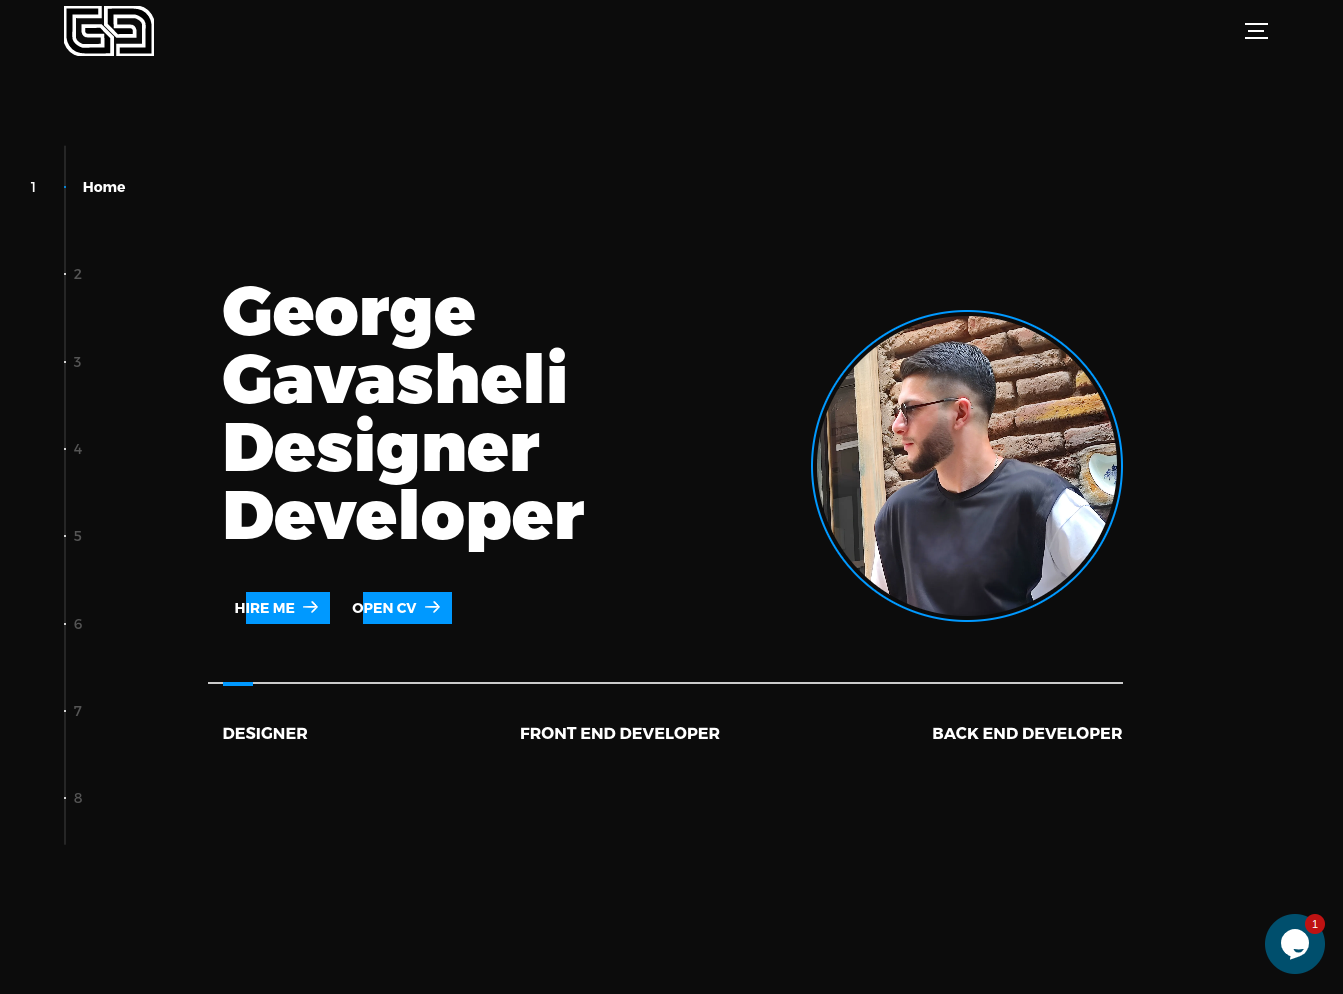 1
Home
2
3
4
5
6
7
8
George
Gavasheli
Designer
Developer
HIRE ME
OPEN CV
DESIGNER
FRONT END DEVELOPER
BACK END DEVELOPER
1